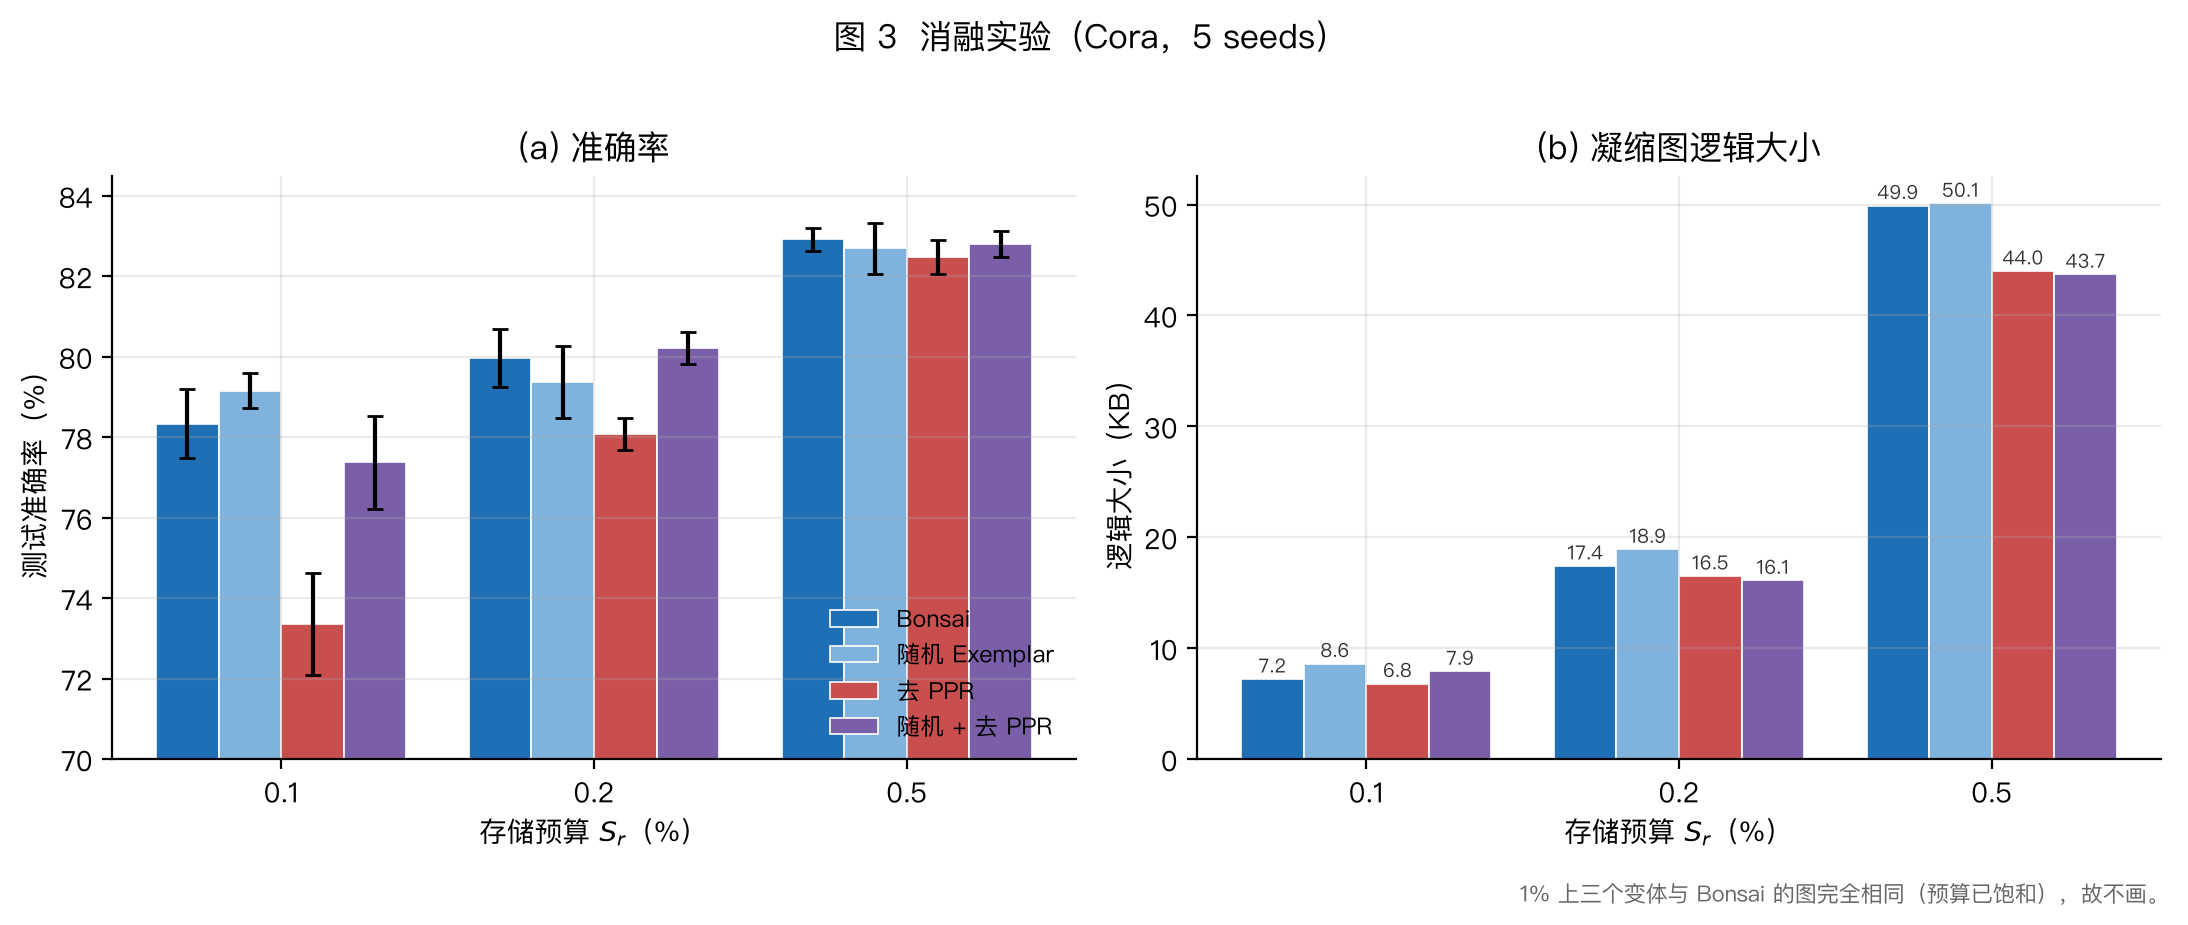 图 3 消融实验（Cora，5 seeds）
(a) 准确率
84
82
80
78
76
74
72
70
测试准确率（%）
0.1
0.2
0.5
存储预算 Sr（%）
Bonsai
随机 Exemplar
去 PPR
随机 + 去 PPR
(b) 凝缩图逻辑大小
50
40
30
20
10
0
逻辑大小（KB）
7.2
8.6
6.8
7.9
17.4
18.9
16.5
16.1
49.9
50.1
44.0
43.7
0.1
0.2
0.5
存储预算 Sr（%）
1% 上三个变体与 Bonsai 的图完全相同（预算已饱和），故不画。